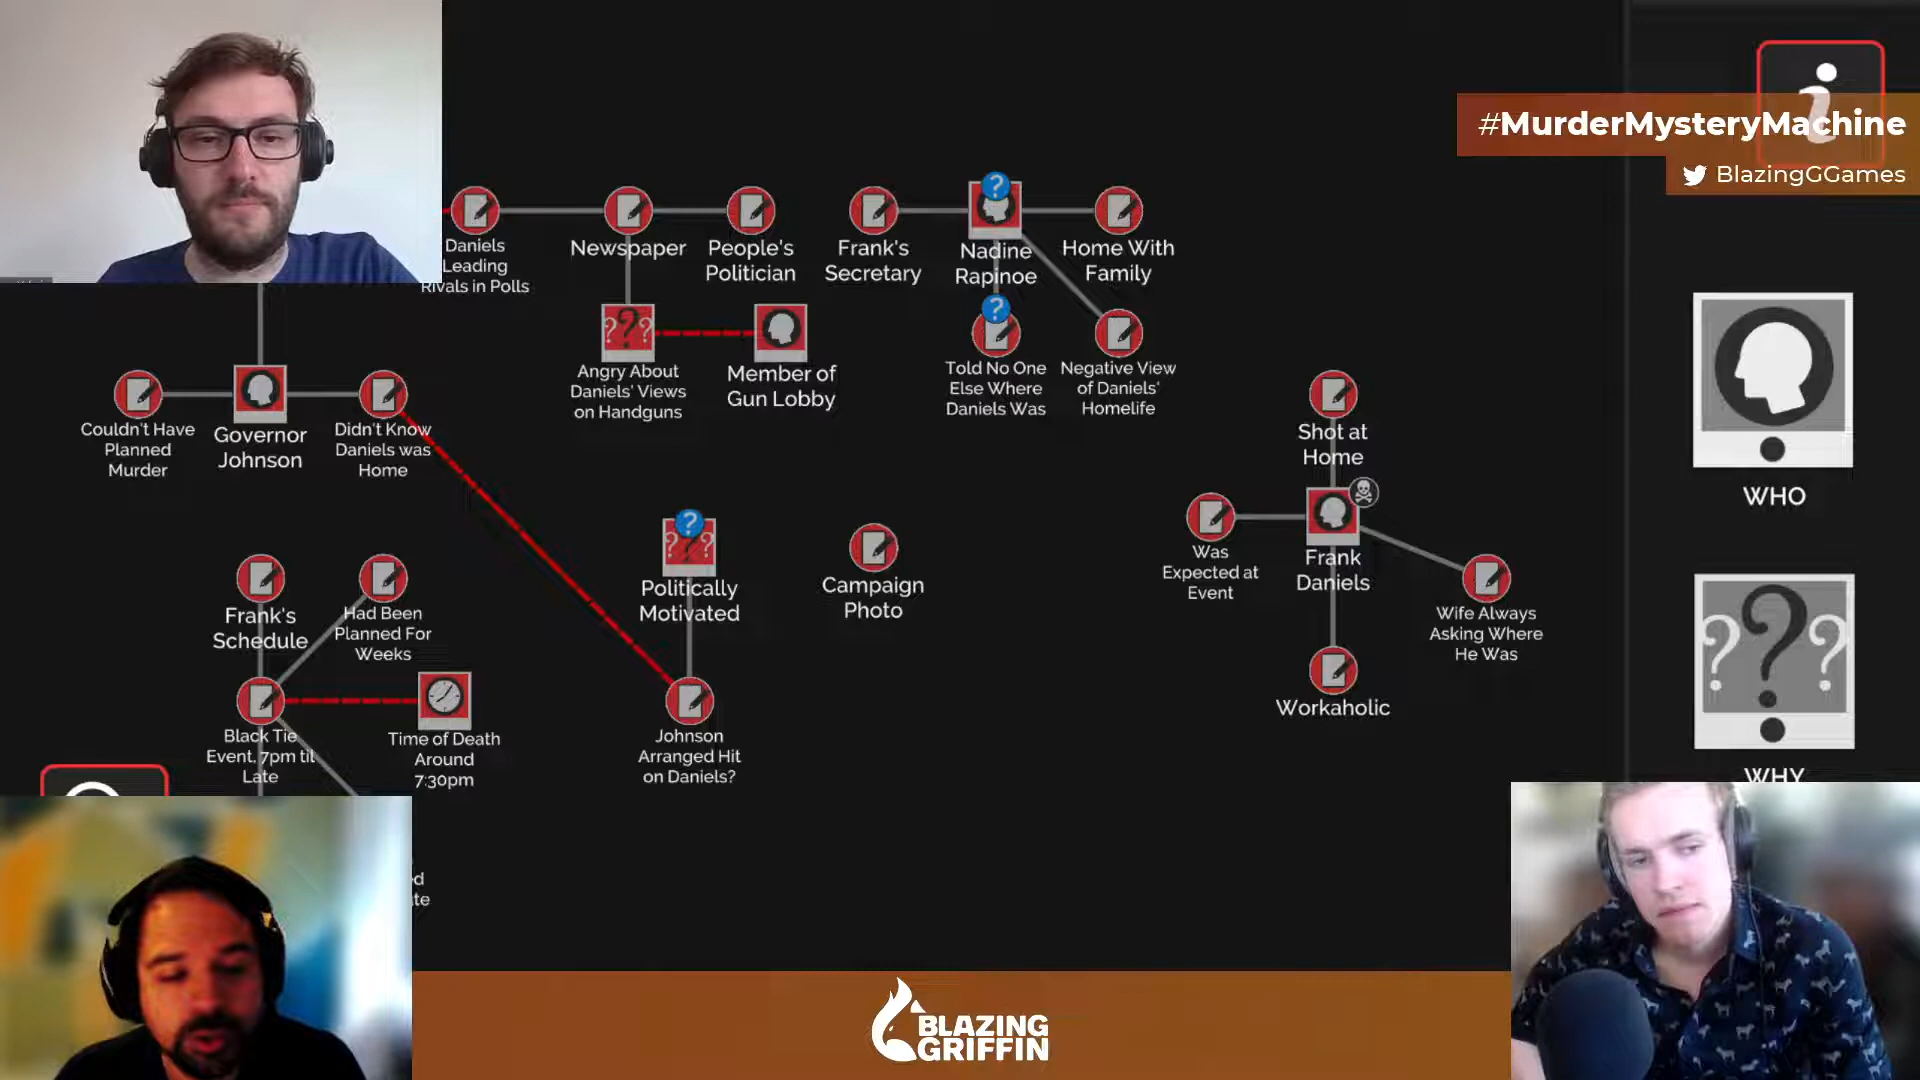 #MurderMysteryMachine
BlazingGGames
Daniels
Leading
Rivals in Polls
Newspaper
People's
Politician
Frank's
Secretary
Nadine
Rapinoe
Home With
Family
Angry About
Daniels' Views
on Handguns
Member of
Gun Lobby
Told No One
Else Where
Daniels Was
Negative View
of Daniels'
Homelife
Couldn't Have
Planned
Murder
Governor
Johnson
Didn't Know
Daniels was
Home
Shot at
Home
WHO
Was
Expected at
Event
Frank
Daniels
Wife Always
Asking Where
He Was
Workaholic
Frank's
Schedule
Had Been
Planned For
Weeks
Politically
Motivated
Campaign
Photo
Black Tie
Event, 7pm til
Late
Time of Death
Around
7:30pm
Johnson
Arranged Hit
on Daniels?
WHY
BLAZING
GRIFFIN